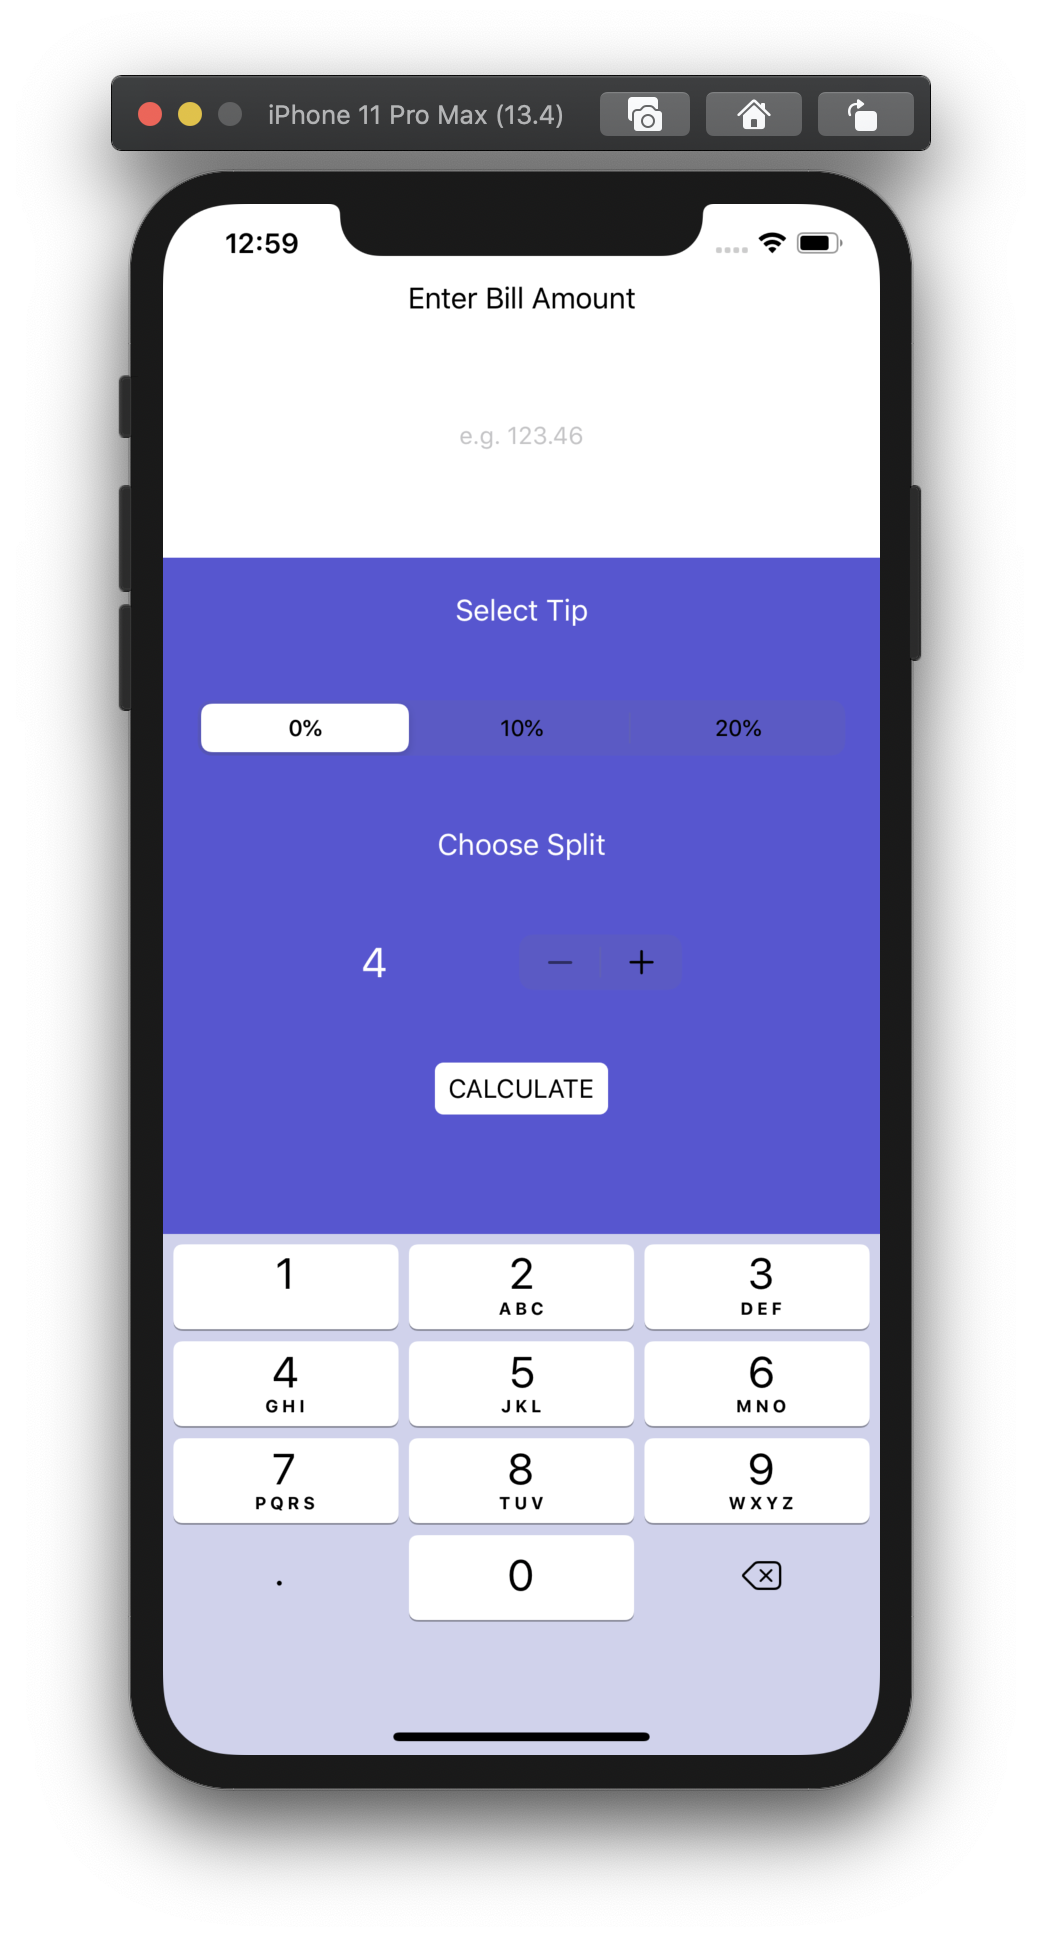 iPhone 11 Pro Max (13.4)
12:59
Enter Bill Amount
e.g. 123.46
Select Tip
0% 10% 20%
Choose Split
4 − +
CALCULATE
1 2 3
ABC DEF
4 5 6
GHI JKL MNO
7 8 9
PQRS TUV WXYZ
. 0